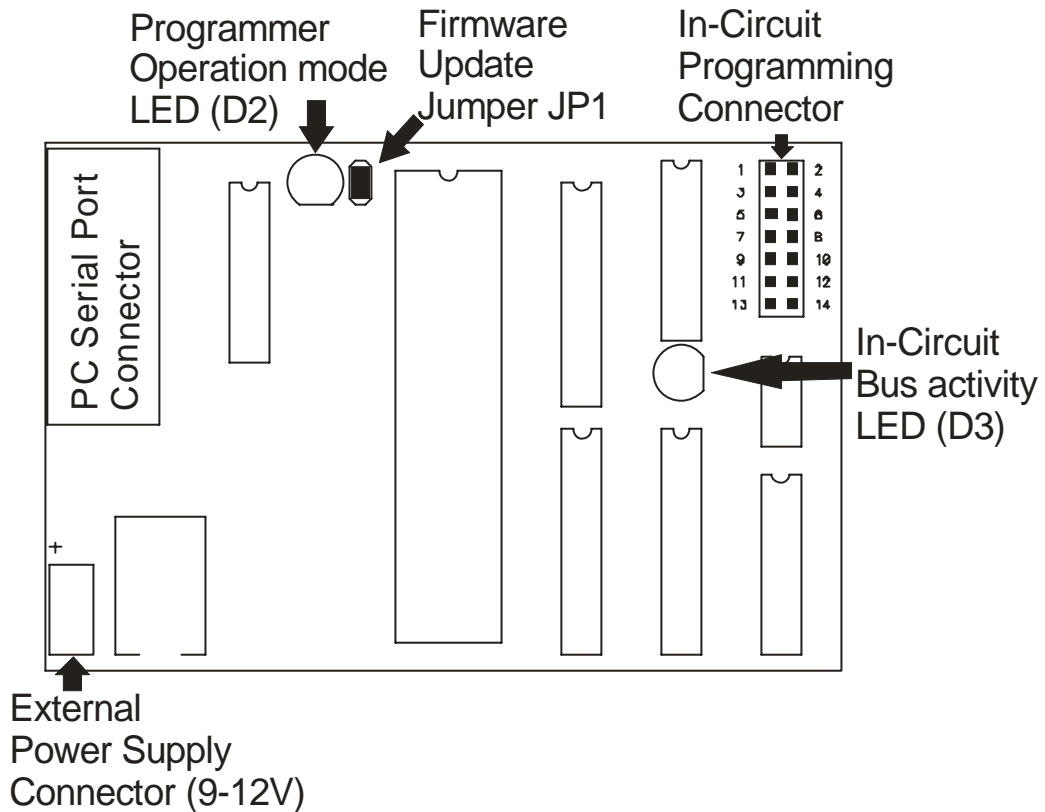 Programmer
Operation mode
LED (D2)
Firmware
Update
Jumper JP1
In-Circuit
Programming
Connector
PC Serial Port
Connector
1 2
3 4
5 6
7 8
9 10
11 12
13 14
In-Circuit
Bus activity
LED (D3)
+
External
Power Supply
Connector (9-12V)